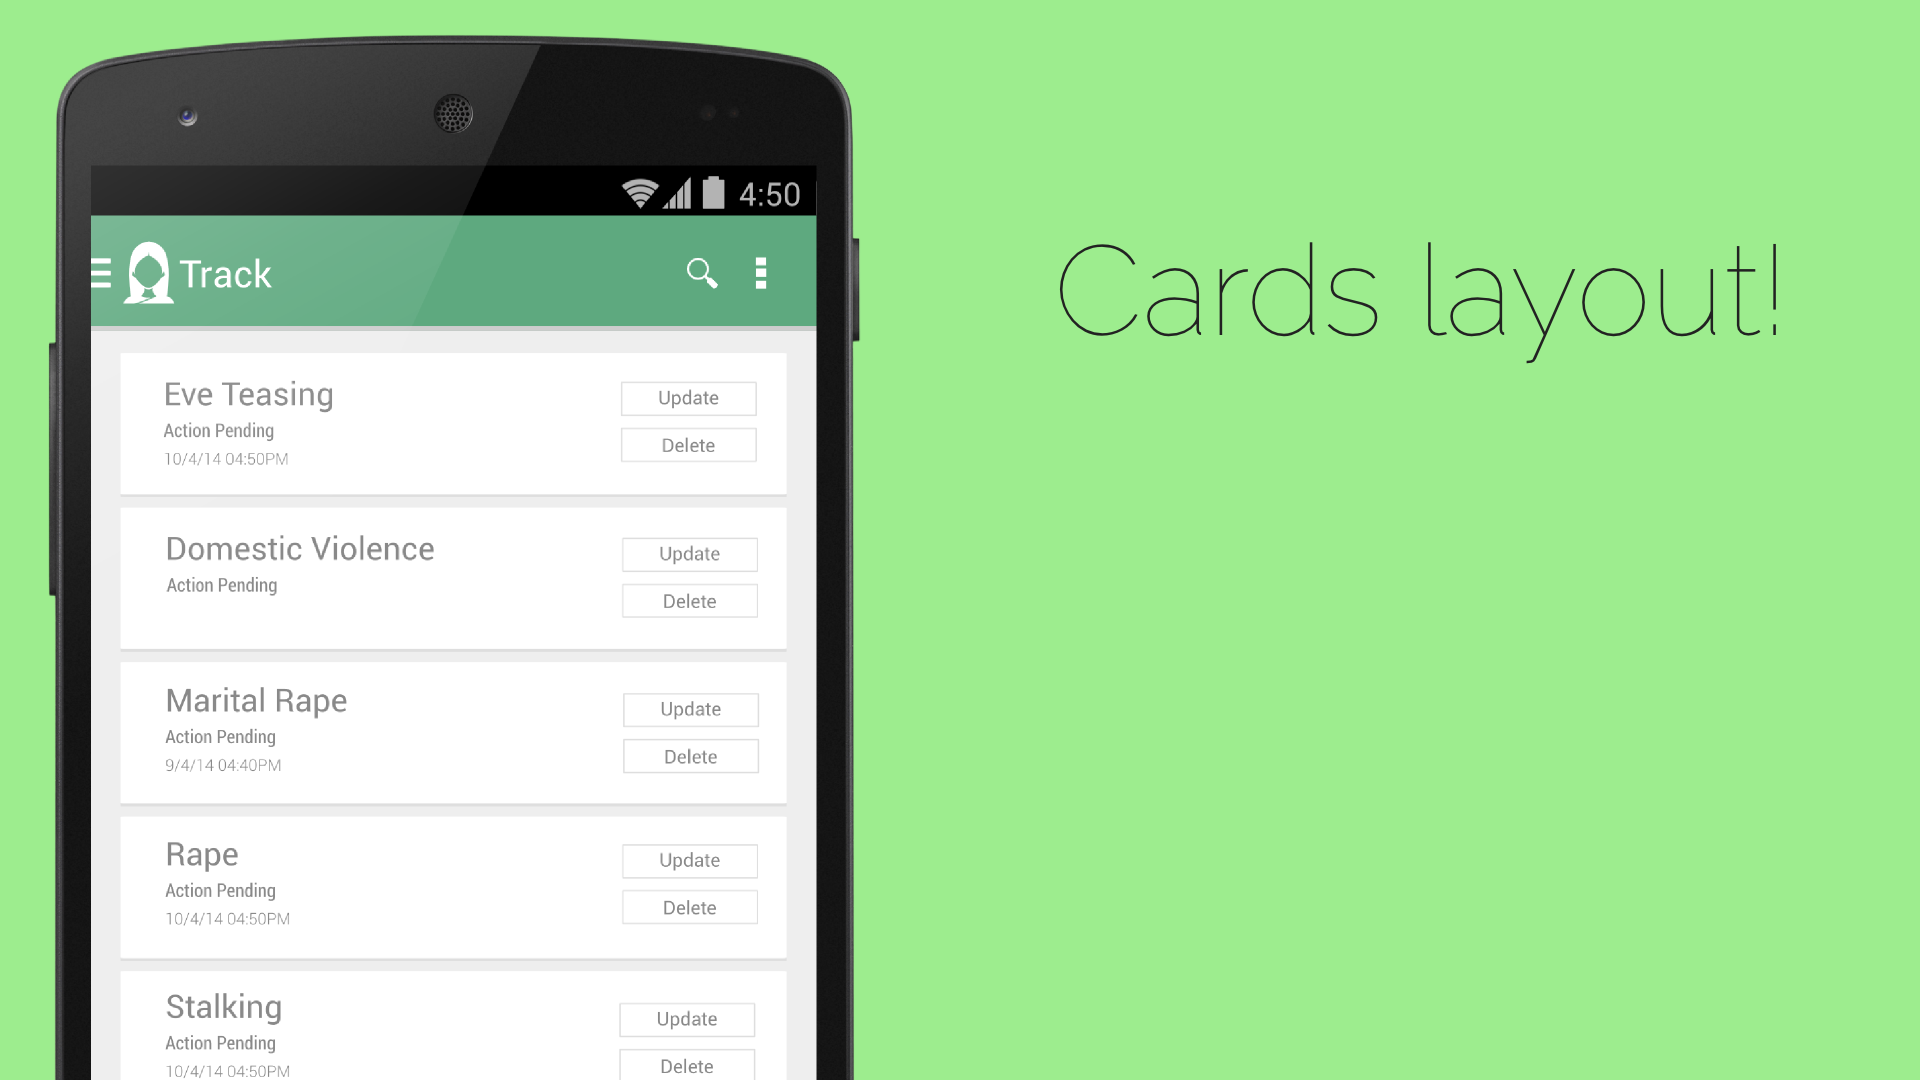 4:50
Track
Cards layout!
Eve Teasing
Action Pending
10/4/14 04:50PM
Update
Delete
Domestic Violence
Action Pending
Update
Delete
Marital Rape
Action Pending
9/4/14 04:40PM
Update
Delete
Rape
Action Pending
10/4/14 04:50PM
Update
Delete
Stalking
Action Pending
10/4/14 04:50PM
Update
Delete